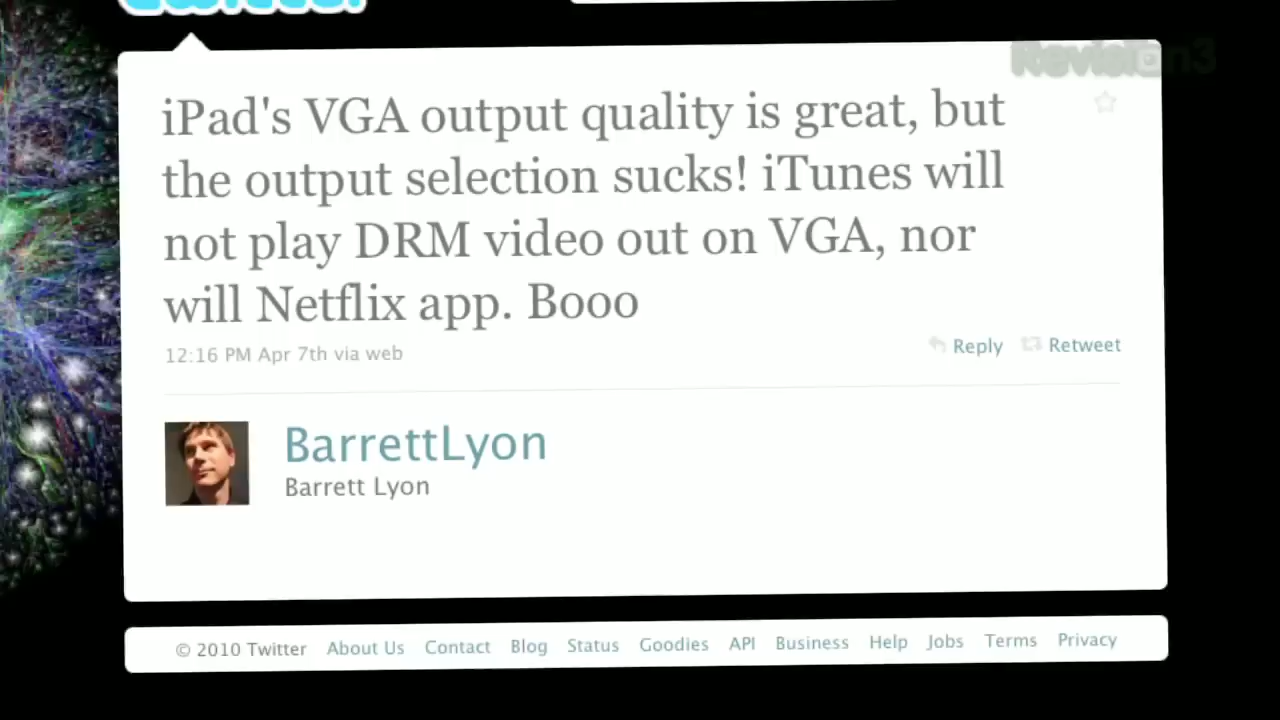 twitter
Revision3
iPad's VGA output quality is great, but
the output selection sucks! iTunes will
not play DRM video out on VGA, nor
will Netflix app. Booo
12:16 PM Apr 7th via web
Reply Retweet
BarrettLyon
Barrett Lyon
© 2010 Twitter About Us Contact Blog Status Goodies API Business Help Jobs Terms Privacy